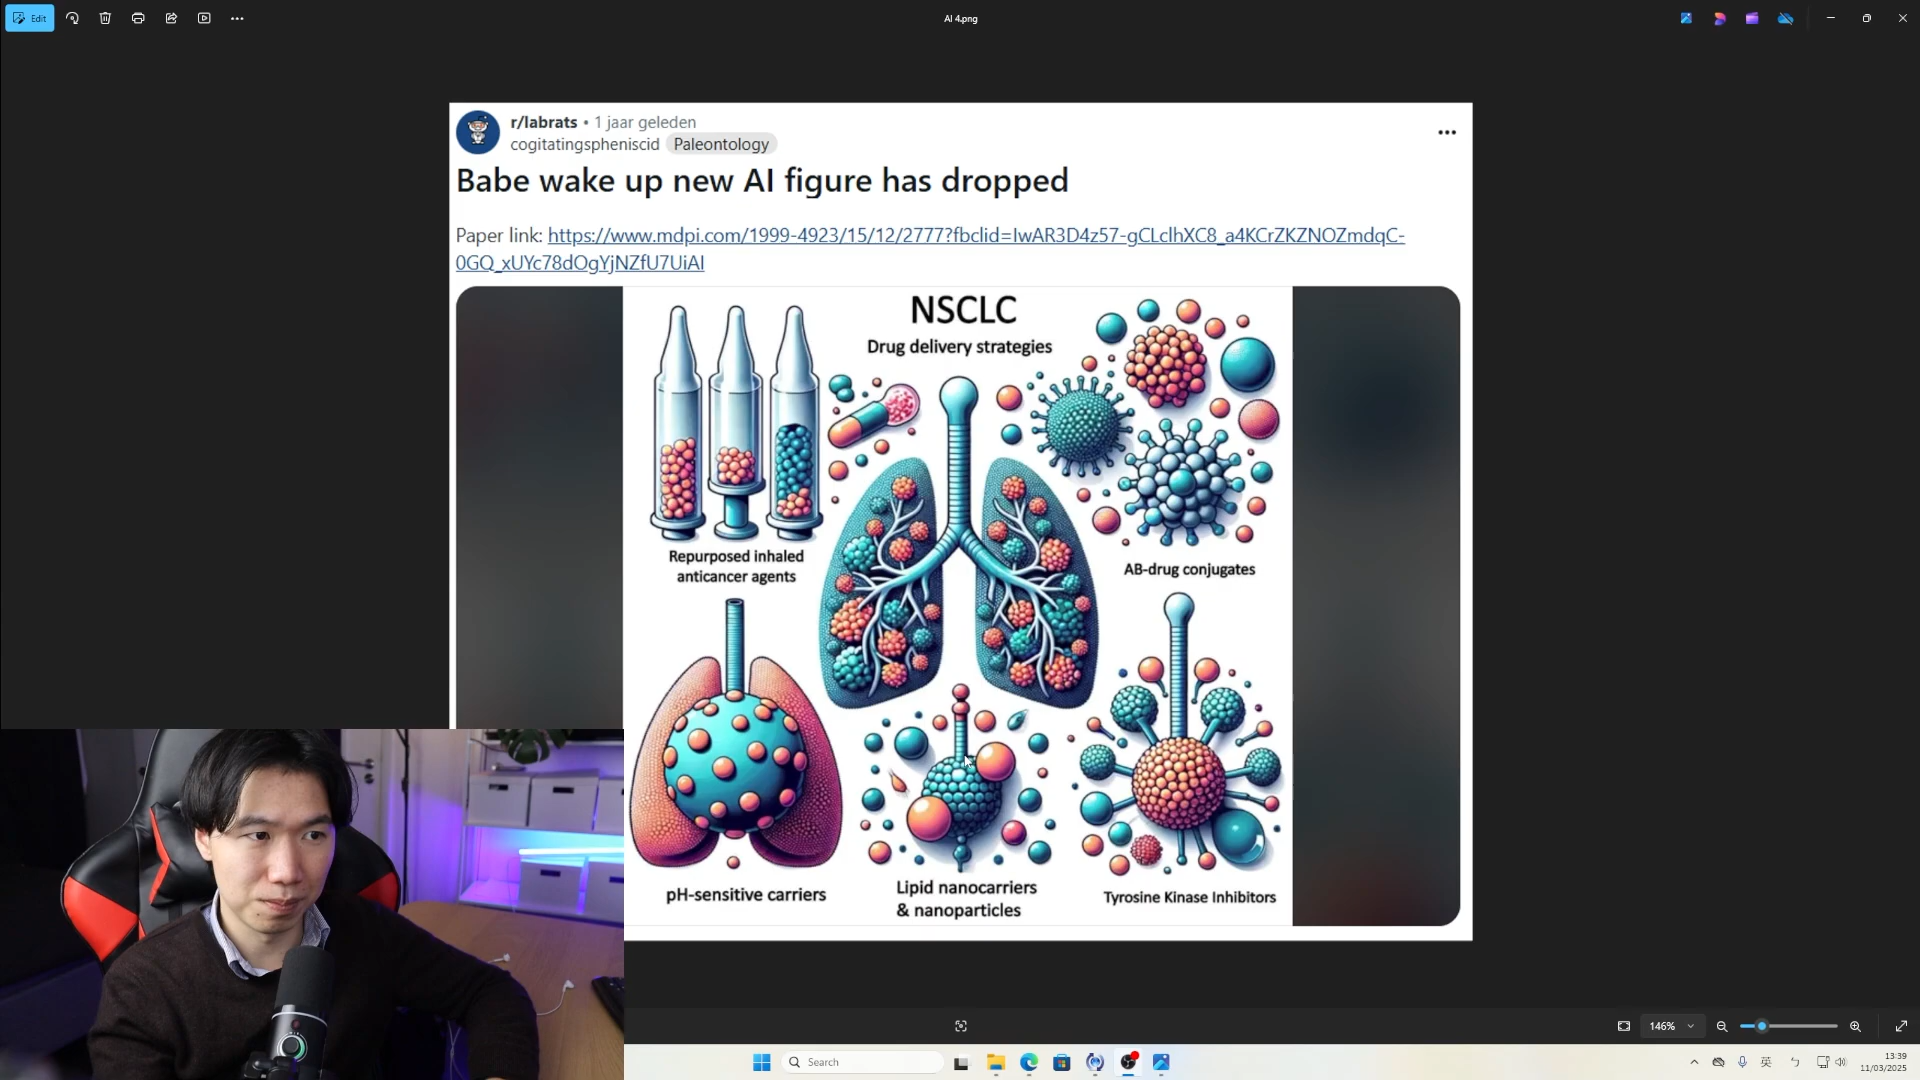 Edit
AI 4.png
r/labrats • 1 jaar geleden
cogitatingspheniscid Paleontology
Babe wake up new AI figure has dropped
Paper link: https://www.mdpi.com/1999-4923/15/12/2777?fbclid=IwAR3D4z57-gCLclhXC8_a4KCrZKZNOZmdqC-
0GQ_xUYc78dOgYjNZfU7UiAI
NSCLC
Drug delivery strategies
Repurposed inhaled
anticancer agents
AB-drug conjugates
pH-sensitive carriers
Lipid nanocarriers
& nanoparticles
Tyrosine Kinase Inhibitors
146%
Search
英
13:39
11/03/2025